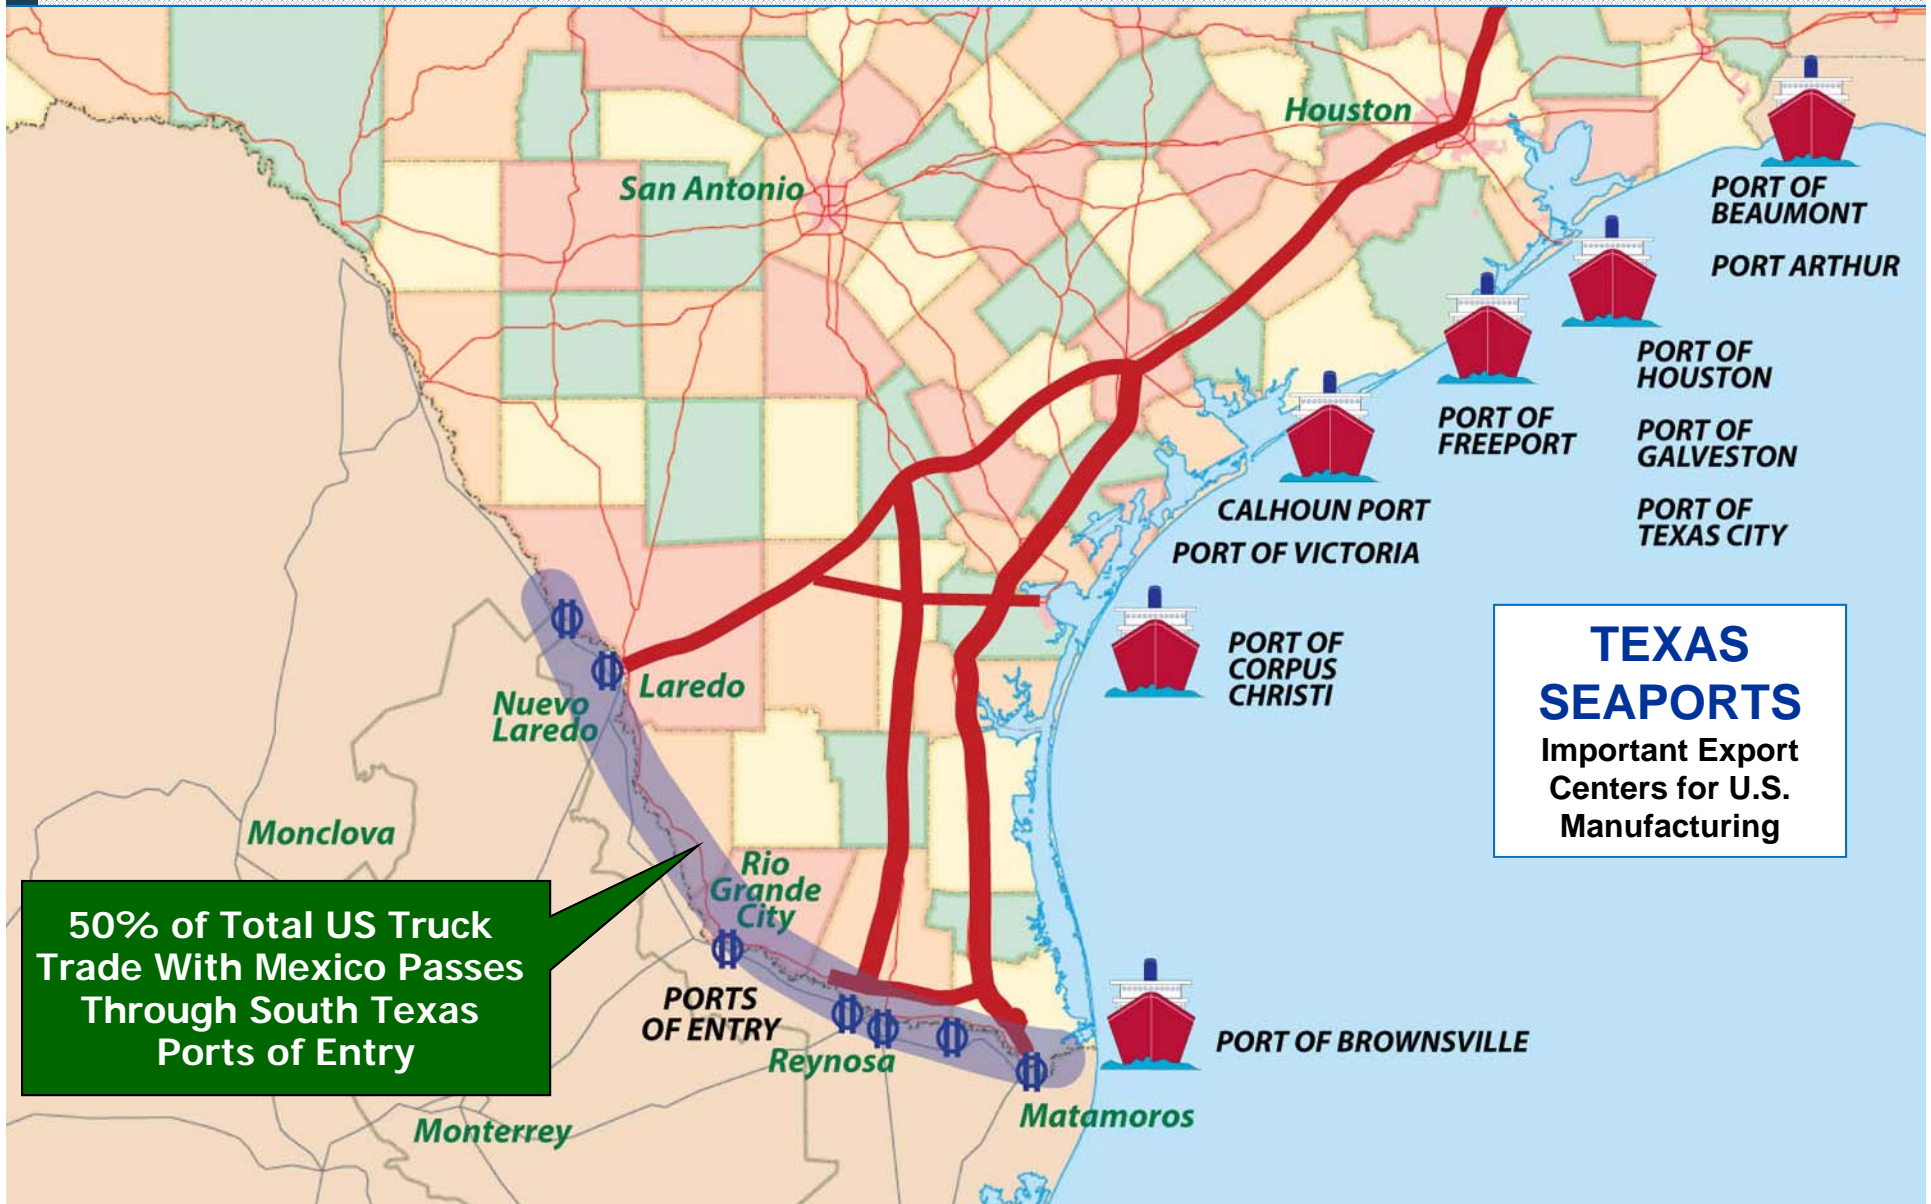 Houston
San Antonio
PORT OF
BEAUMONT
PORT ARTHUR
PORT OF
HOUSTON
PORT OF
GALVESTON
PORT OF
TEXAS CITY
PORT OF
FREEPORT
CALHOUN PORT
PORT OF VICTORIA
PORT OF
CORPUS
CHRISTI
TEXAS
SEAPORTS
Important Export
Centers for U.S.
Manufacturing
Laredo
Nuevo
Laredo
Monclova
Rio
Grande
City
50% of Total US Truck
Trade With Mexico Passes
Through South Texas
Ports of Entry
PORTS
OF ENTRY
Reynosa
PORT OF BROWNSVILLE
Matamoros
Monterrey